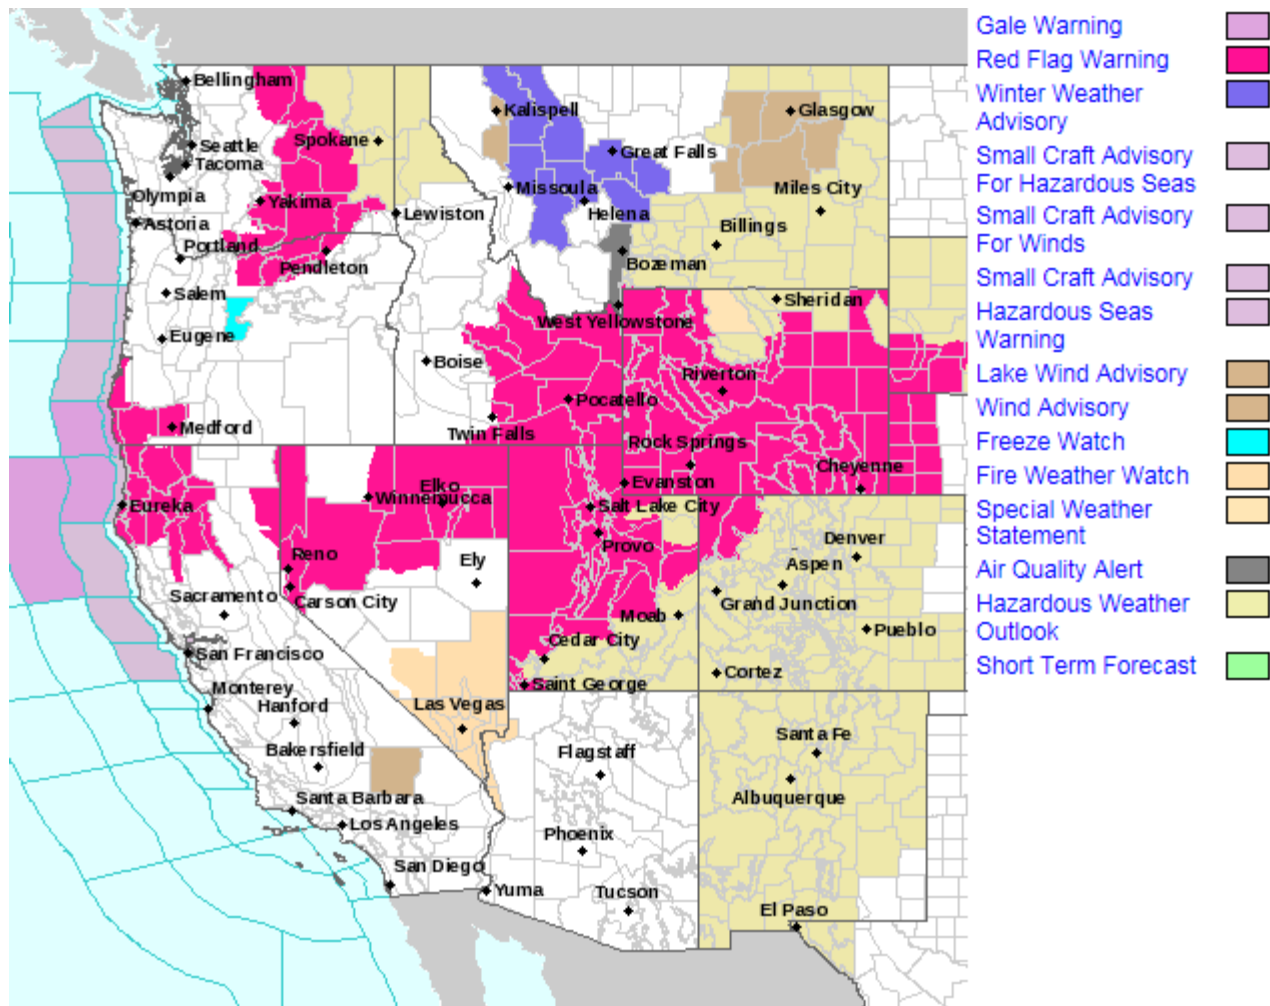 Bellingham
Seattle
Tacoma
Olympia
Astoria
Spokane
Yakima
Lewiston
Portland
Pendleton
Salem
Eugene
Medford
Kalispell
Great Falls
Missoula
Helena
Glasgow
Miles City
Billings
Bozeman
West Yellowstone
Sheridan
Boise
Pocatello
Twin Falls
Riverton
Rock Springs
Cheyenne
Evanston
Eureka
Elko
Winnemucca
Reno
Carson City
Ely
Salt Lake City
Provo
Denver
Aspen
Grand Junction
Moab
Pueblo
Cortez
Cedar City
Saint George
Sacramento
San Francisco
Monterey
Hanford
Bakersfield
Las Vegas
Santa Barbara
Los Angeles
San Diego
Flagstaff
Phoenix
Yuma
Tucson
Santa Fe
Albuquerque
El Paso
Gale Warning
Red Flag Warning
Winter Weather
Advisory
Small Craft Advisory
For Hazardous Seas
Small Craft Advisory
For Winds
Small Craft Advisory
Hazardous Seas
Warning
Lake Wind Advisory
Wind Advisory
Freeze Watch
Fire Weather Watch
Special Weather
Statement
Air Quality Alert
Hazardous Weather
Outlook
Short Term Forecast